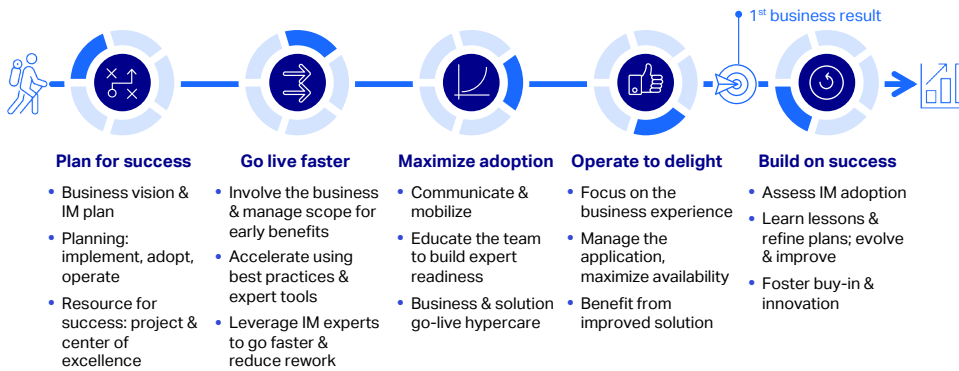 1st business result
Plan for success
• Business vision &
IM plan
• Planning:
implement, adopt,
operate
• Resource for
success: project &
center of
excellence
Go live faster
• Involve the business
& manage scope for
early benefits
• Accelerate using
best practices &
expert tools
• Leverage IM experts
to go faster &
reduce rework
Maximize adoption
• Communicate &
mobilize
• Educate the team
to build expert
readiness
• Business & solution
go-live hypercare
Operate to delight
• Focus on the
business experience
• Manage the
application,
maximize availability
• Benefit from
improved solution
Build on success
• Assess IM adoption
• Learn lessons &
refine plans; evolve
& improve
• Foster buy-in &
innovation